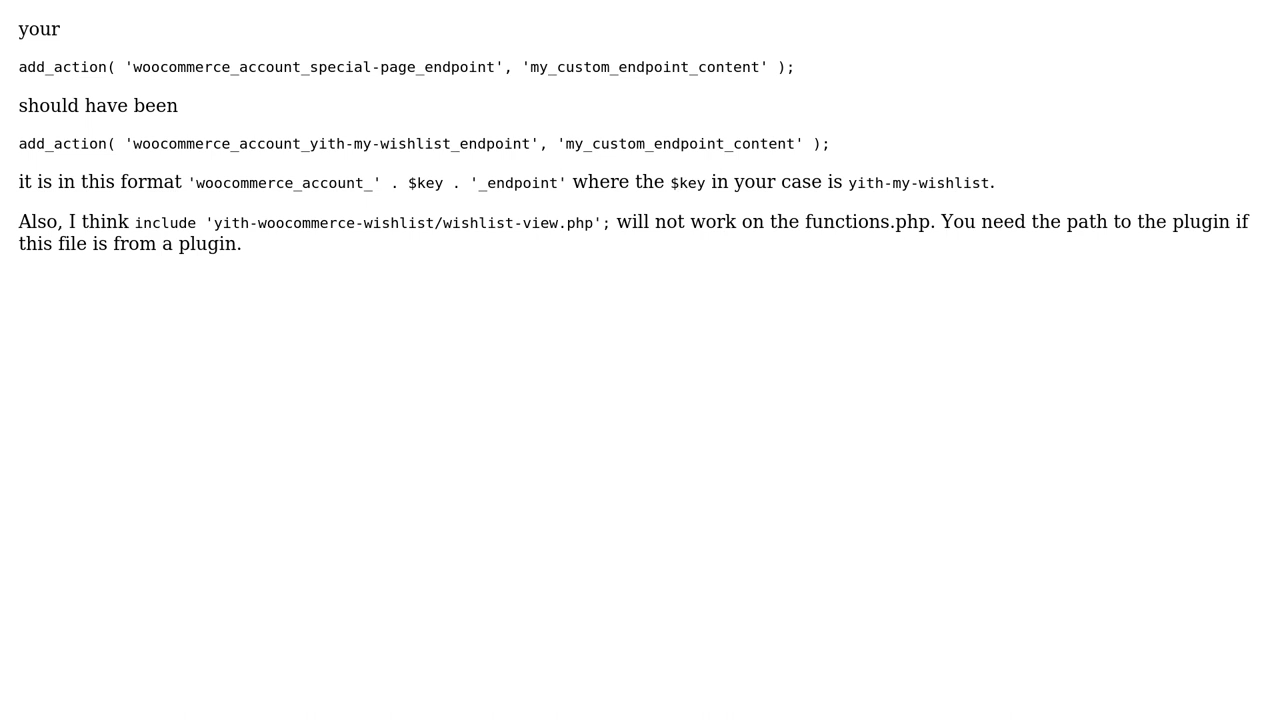 your
add_action( 'woocommerce_account_special-page_endpoint', 'my_custom_endpoint_content' );
should have been
add_action( 'woocommerce_account_yith-my-wishlist_endpoint', 'my_custom_endpoint_content' );
it is in this format 'woocommerce_account_' . $key . '_endpoint' where the $key in your case is yith-my-wishlist.
Also, I think include 'yith-woocommerce-wishlist/wishlist-view.php'; will not work on the functions.php. You need the path to the plugin if
this file is from a plugin.